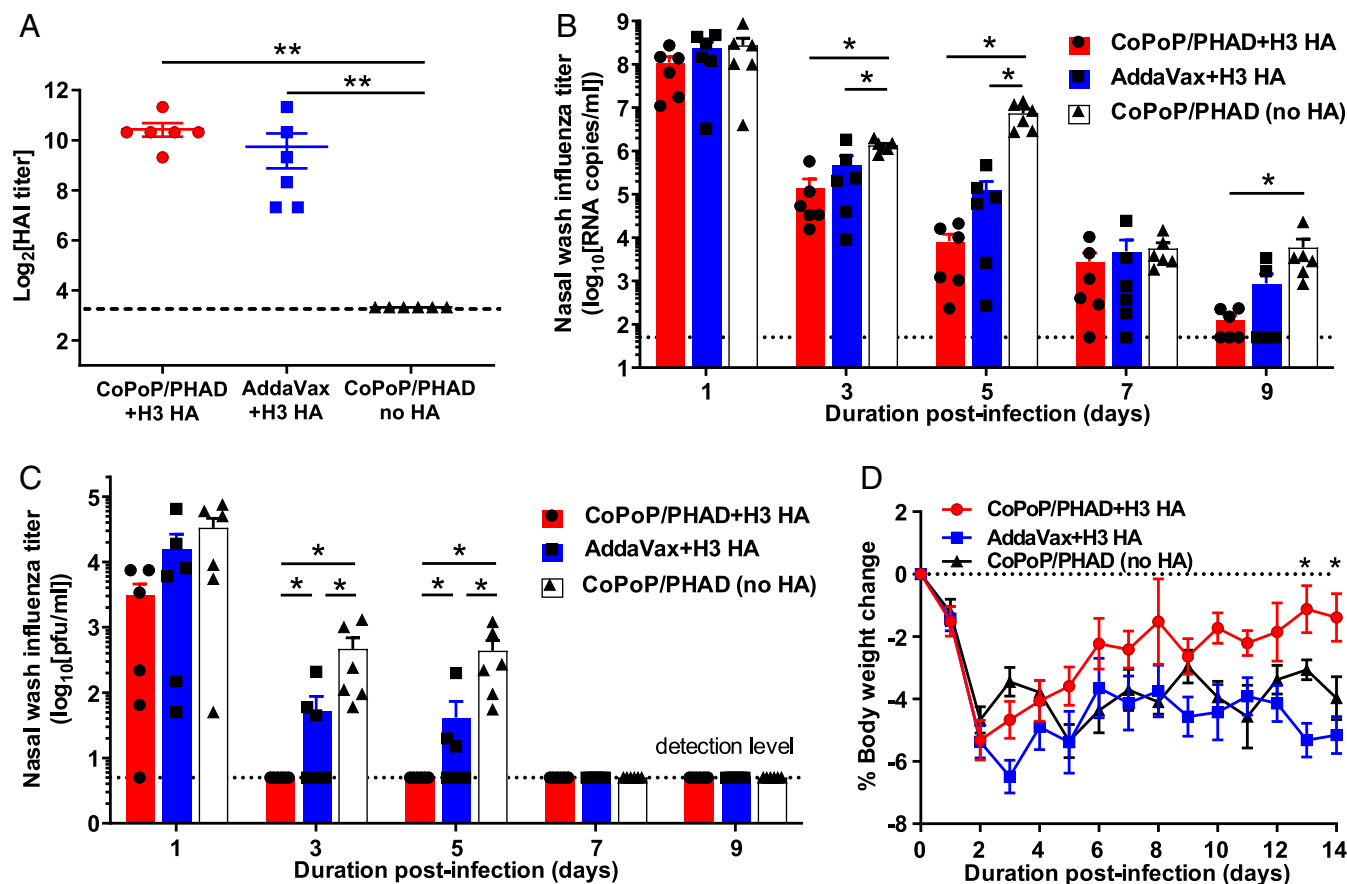 A
**
**
Log2[HAI titer]
12
10
8
6
4
2
CoPoP/PHAD
+H3 HA
AddaVax
+H3 HA
CoPoP/PHAD
no HA
B
Nasal wash influenza titer
(log10[RNA copies/ml])
9
8
7
6
5
4
3
2
1
*
*
*
*
*
CoPoP/PHAD+H3 HA
AddaVax+H3 HA
CoPoP/PHAD (no HA)
1 3 5 7 9
Duration post-infection (days)
C
Nasal wash influenza titer
(log10[pfu/ml])
5
4
3
2
1
0
*
* *
*
* *
CoPoP/PHAD+H3 HA
AddaVax+H3 HA
CoPoP/PHAD (no HA)
detection level
1 3 5 7 9
Duration post-infection (days)
D
CoPoP/PHAD+H3 HA
AddaVax+H3 HA
CoPoP/PHAD (no HA)
% Body weight change
2
0
-2
-4
-6
-8
* *
0 2 4 6 8 10 12 14
Duration post-infection (days)